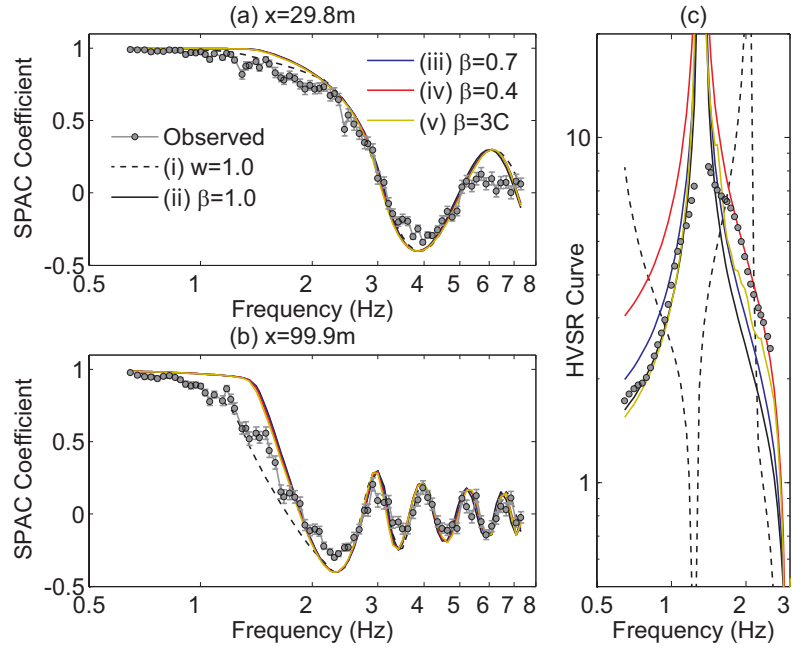 (a) x=29.8m
SPAC Coefficient
1
0.5
0
-0.5
Observed
(i) w=1.0
(ii) β=1.0
(iii) β=0.7
(iv) β=0.4
(v) β=3C
0.5 1 2 3 4 5 6 7 8
Frequency (Hz)
(b) x=99.9m
SPAC Coefficient
1
0.5
0
-0.5
0.5 1 2 3 4 5 6 7 8
Frequency (Hz)
(c)
HVSR Curve
10
1
0.5 1 2 3
Frequency (Hz)